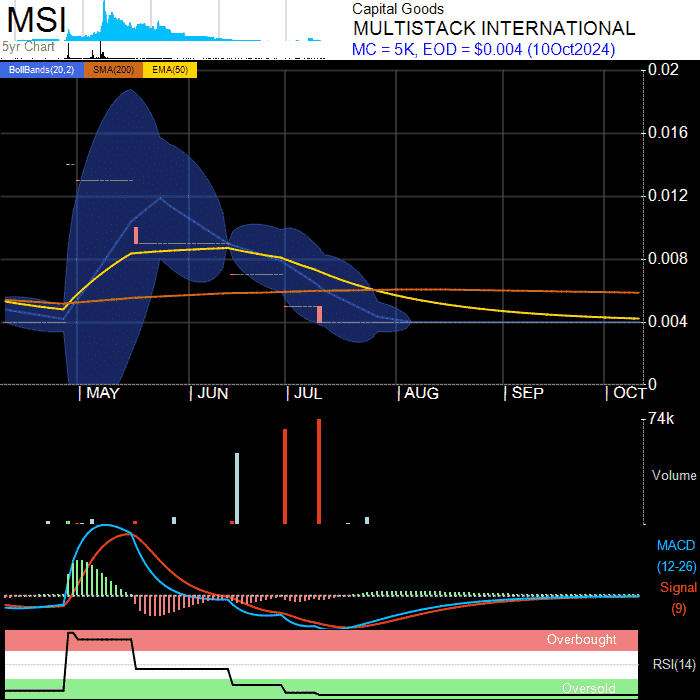 MSI
5yr Chart
Capital Goods
MULTISTACK INTERNATIONAL
MC = 5K, EOD = $0.004 (10Oct2024)
BollBands(20,2) SMA(200) EMA(50)
0.02
0.016
0.012
0.008
0.004
0
| MAY | JUN | JUL | AUG | SEP | OCT
74k
Volume
MACD
(12-26)
Signal
(9)
Overbought
RSI(14)
Oversold